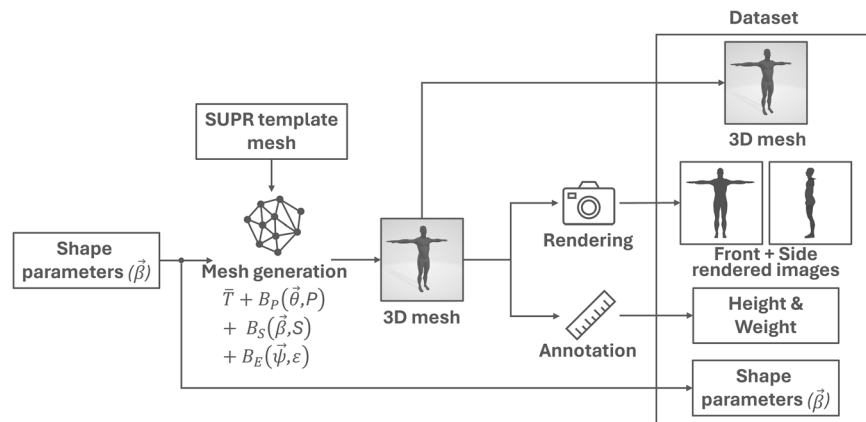 Dataset
SUPR template
mesh
3D mesh
Shape
parameters (β⃗)
Mesh generation
T̄ + B_P(θ⃗,P)
+ B_S(β⃗,S)
+ B_E(ψ⃗,ε)
3D mesh
Rendering
Front + Side
rendered images
Annotation
Height &
Weight
Shape
parameters (β⃗)